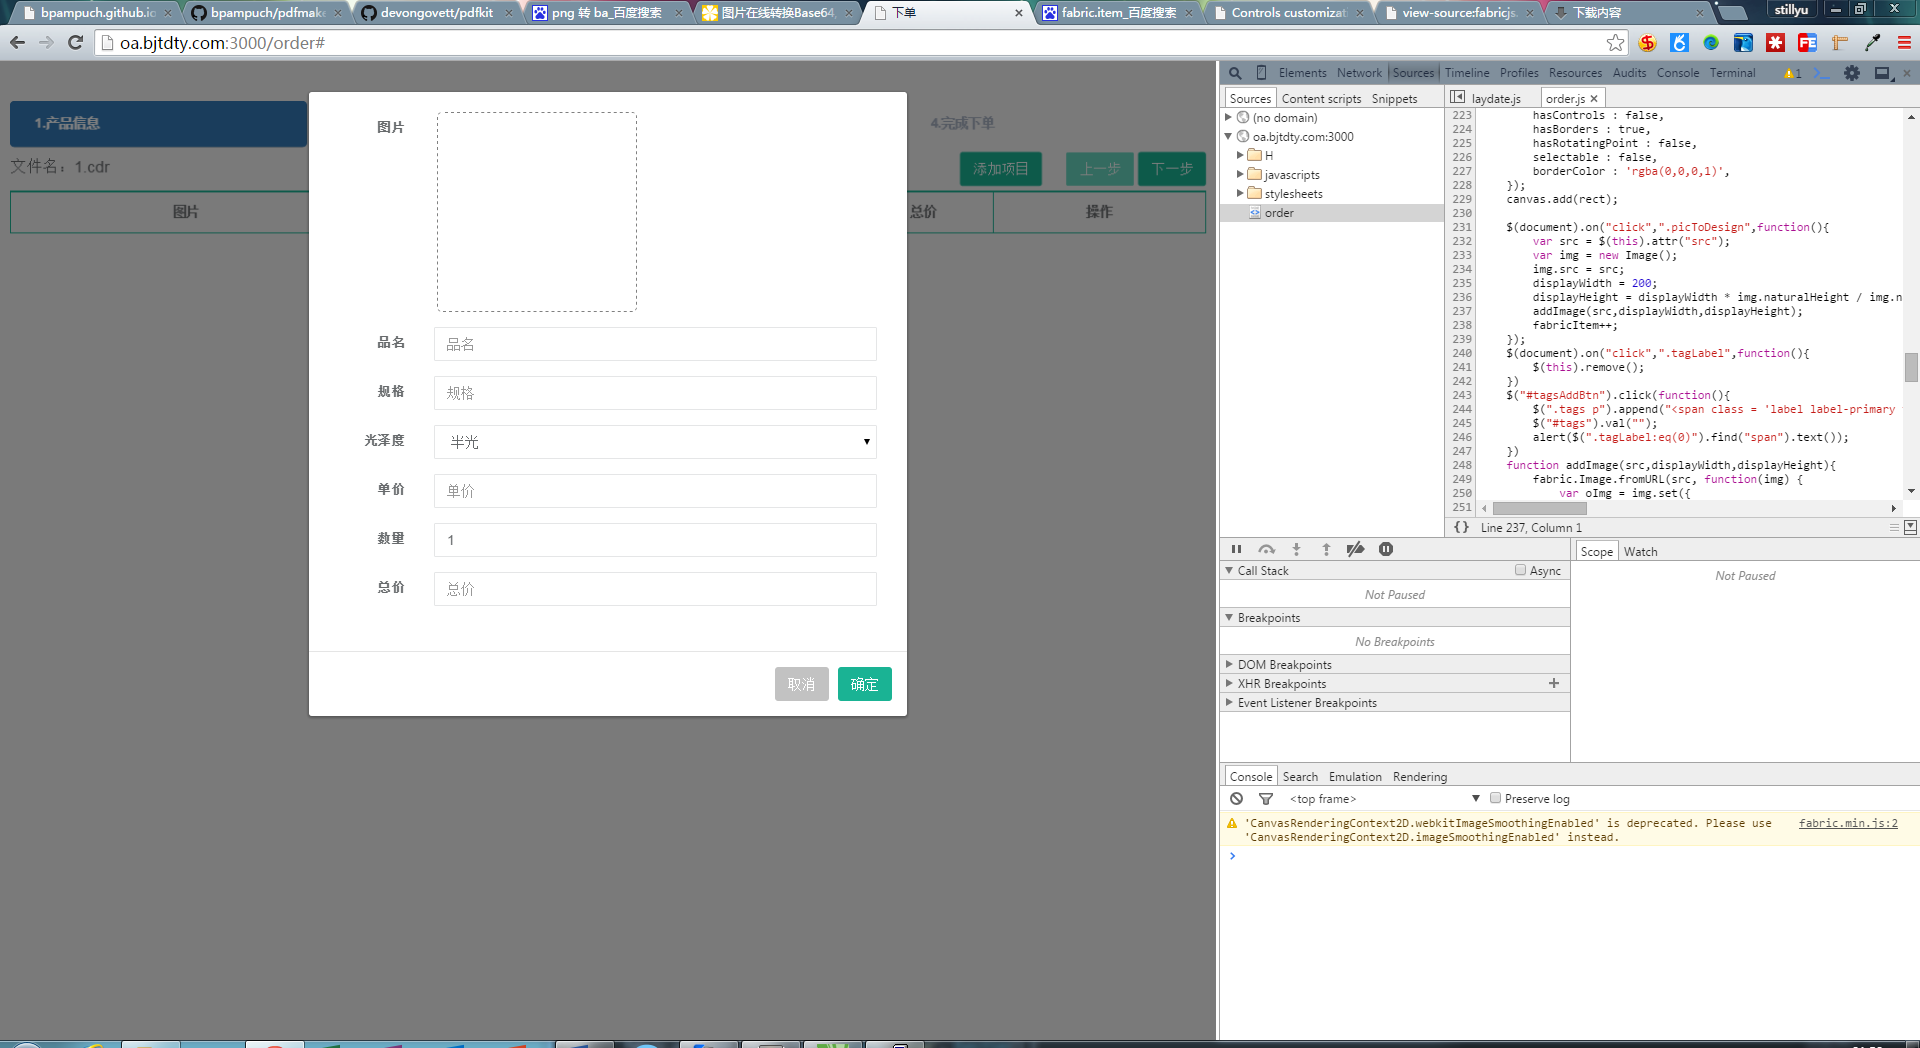 bpampuch.github.io
bpampuch/pdfmake
devongovett/pdfkit
png 转 ba_百度搜索
图片在线转换Base64,
下单
fabric.item_百度搜索
Controls customizat
view-source:fabricjs.
下载内容
stillyu
oa.bjtdty.com:3000/order#
1.产品信息
4.完成下单
文件名：1.cdr
添加项目
上一步
下一步
图片
总价
操作
图片
品名
品名
规格
规格
光泽度
半光
单价
单价
数量
1
总价
总价
取消
确定
Elements Network Sources Timeline Profiles Resources Audits Console Terminal
1
Sources Content scripts Snippets
laydate.js order.js
(no domain)
oa.bjtdty.com:3000
H
javascripts
stylesheets
order
223 hasControls : false,
224 hasBorders : true,
225 hasRotatingPoint : false,
226 selectable : false,
227 borderColor : 'rgba(0,0,0,1)',
228 });
229 canvas.add(rect);
230
231 $(document).on("click",".picToDesign",function(){
232 var src = $(this).attr("src");
233 var img = new Image();
234 img.src = src;
235 displayWidth = 200;
236 displayHeight = displayWidth * img.naturalHeight / img.n
237 addImage(src,displayWidth,displayHeight);
238 fabricItem++;
239 });
240 $(document).on("click",".tagLabel",function(){
241 $(this).remove();
242 })
243 $("#tagsAddBtn").click(function(){
244 $(".tags p").append("<span class = 'label label-primary
245 $("#tags").val("");
246 alert($(".tagLabel:eq(0)").find("span").text());
247 })
248 function addImage(src,displayWidth,displayHeight){
249 fabric.Image.fromURL(src, function(img) {
250 var oImg = img.set({
251
{} Line 237, Column 1
Call Stack
Async
Not Paused
Breakpoints
No Breakpoints
DOM Breakpoints
XHR Breakpoints
Event Listener Breakpoints
Scope Watch
Not Paused
Console Search Emulation Rendering
<top frame>
Preserve log
'CanvasRenderingContext2D.webkitImageSmoothingEnabled' is deprecated. Please use fabric.min.js:2
'CanvasRenderingContext2D.imageSmoothingEnabled' instead.